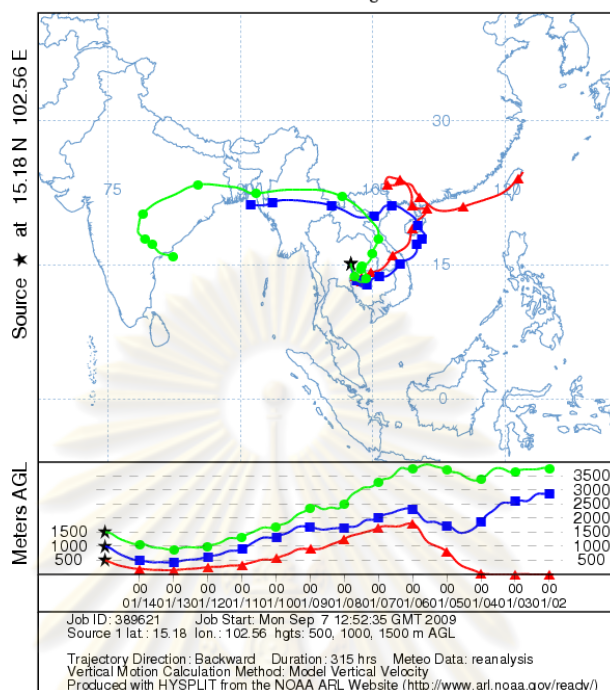 Source ★ at 15.18 N 102.56 E
30
75
15
0
Meters AGL
1500
1000
500
3500
3000
2500
2000
1500
1000
500
00 00 00 00 00 00 00 00 00 00 00 00 00
01/14 01/13 01/12 01/11 01/10 01/09 01/08 01/07 01/06 01/05 01/04 01/03 01/02
Job ID: 389621 Job Start: Mon Sep 7 12:52:35 GMT 2009
Source 1 lat.: 15.18 lon.: 102.56 hgts: 500, 1000, 1500 m AGL
Trajectory Direction: Backward Duration: 315 hrs Meteo Data: reanalysis
Vertical Motion Calculation Method: Model Vertical Velocity
Produced with HYSPLIT from the NOAA ARL Website (http://www.arl.noaa.gov/ready/)